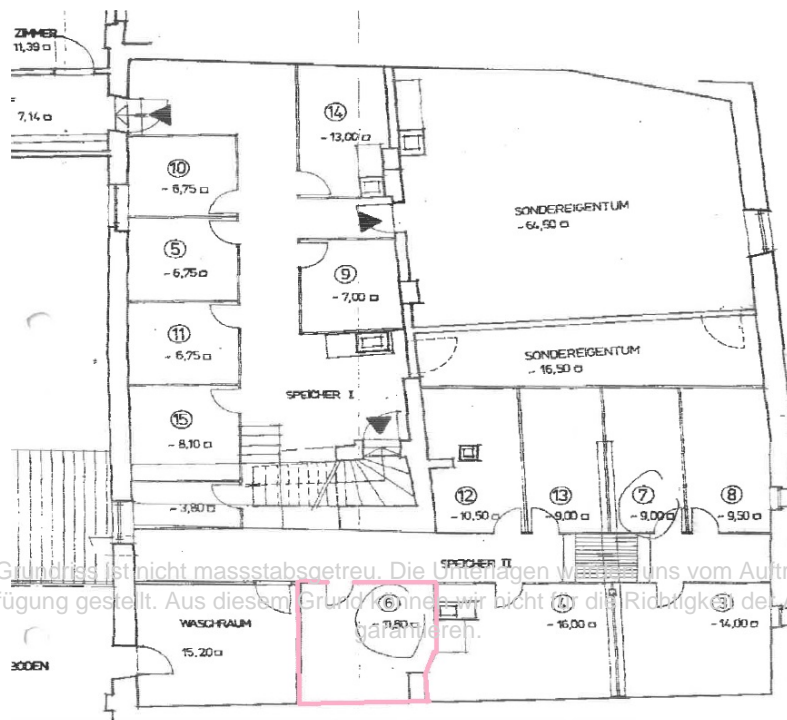 ZIMMER
11,39 □
7,14 □
14
~ 13,00 □
10
~ 6,75 □
SONDEREIGENTUM
~ 64,50 □
5
~ 6,75 □
9
~ 7,00 □
11
~ 6,75 □
SONDEREIGENTUM
~ 16,50 □
SPEICHER I
15
~ 8,10 □
12
~ 10,50 □
13
~ 9,00 □
7
~ 9,00 □
8
~ 9,50 □
~ 3,80 □
SPEICHER II
Grundriss ist nicht massstabsgetreu. Die Unterlagen wurden uns vom Auftr
fügung gestellt. Aus diesem Grund können wir nicht für die Richtigkeit der
garantieren.
WASCHRAUM
15,20 □
6
~ 11,80 □
4
~ 16,00 □
3
~ 14,00 □
BODEN